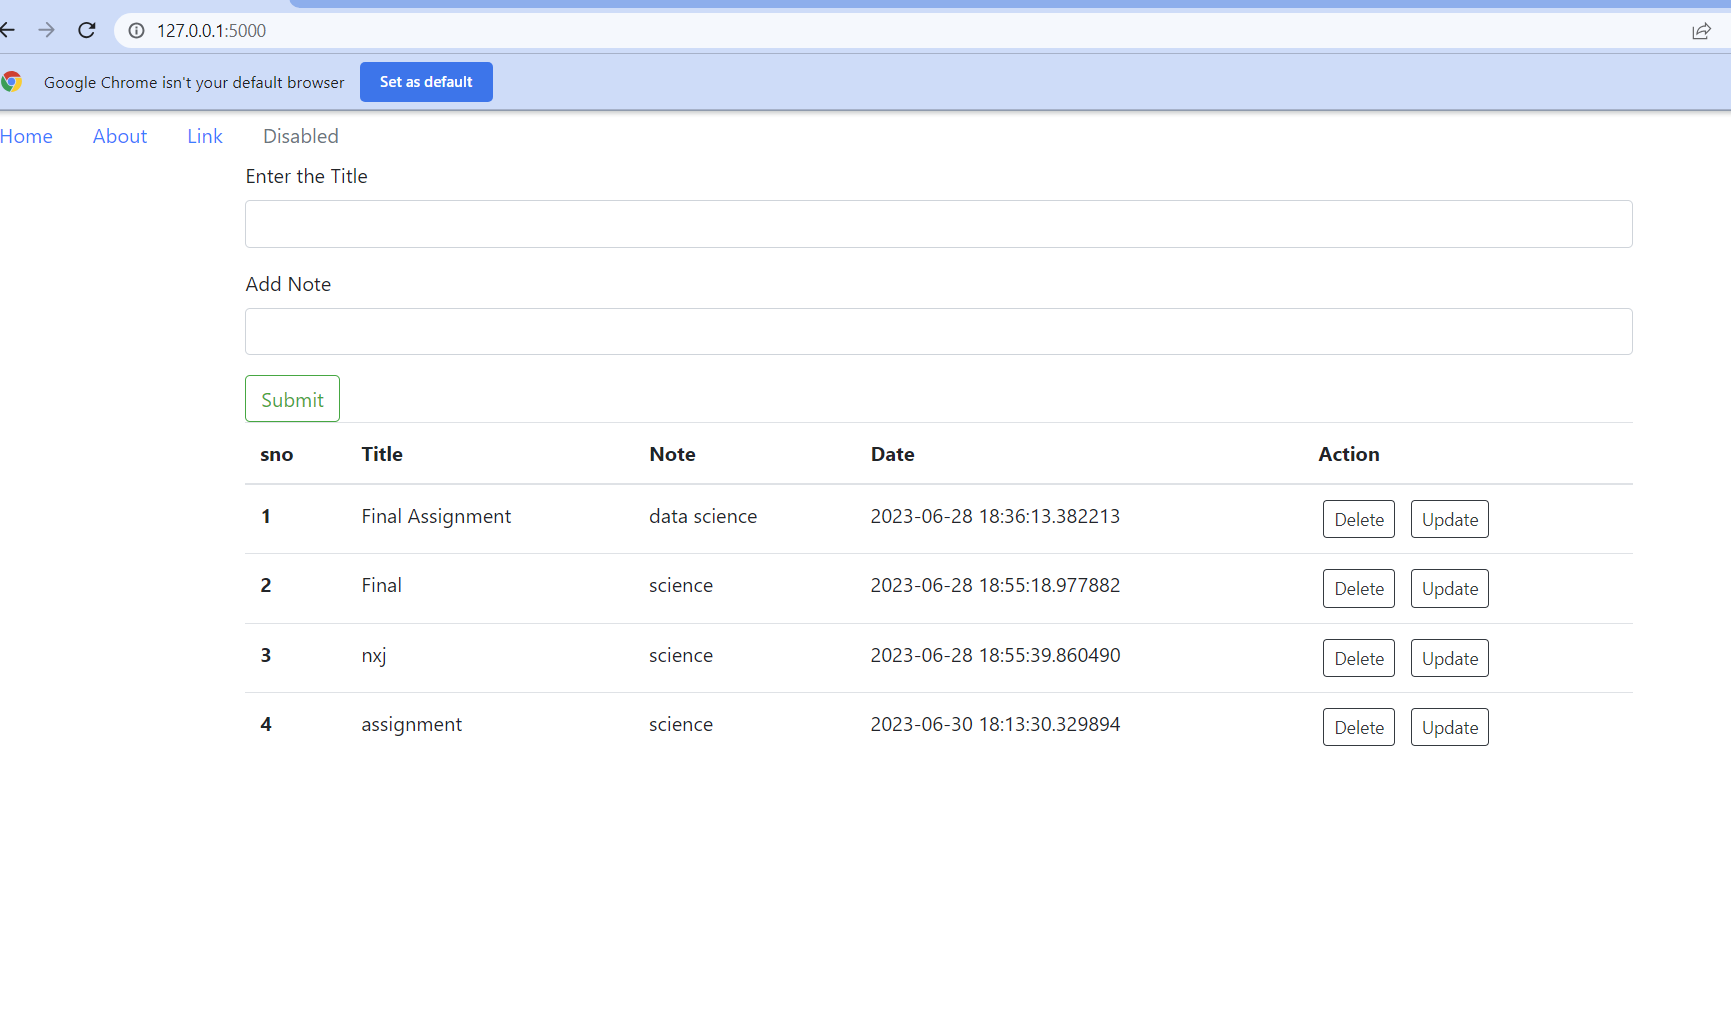 127.0.0.1:5000
Google Chrome isn't your default browser Set as default
Home About Link Disabled
Enter the Title
Add Note
Submit
sno Title Note Date Action
1 Final Assignment data science 2023-06-28 18:36:13.382213 Delete Update
2 Final science 2023-06-28 18:55:18.977882 Delete Update
3 nxj science 2023-06-28 18:55:39.860490 Delete Update
4 assignment science 2023-06-30 18:13:30.329894 Delete Update